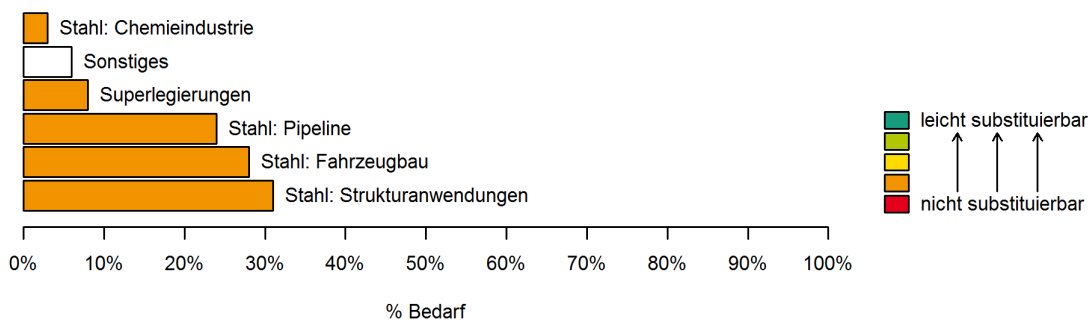 Stahl: Chemieindustrie
Sonstiges
Superlegierungen
Stahl: Pipeline
Stahl: Fahrzeugbau
Stahl: Strukturanwendungen
0% 10% 20% 30% 40% 50% 60% 70% 80% 90% 100%
% Bedarf
leicht substituierbar
nicht substituierbar